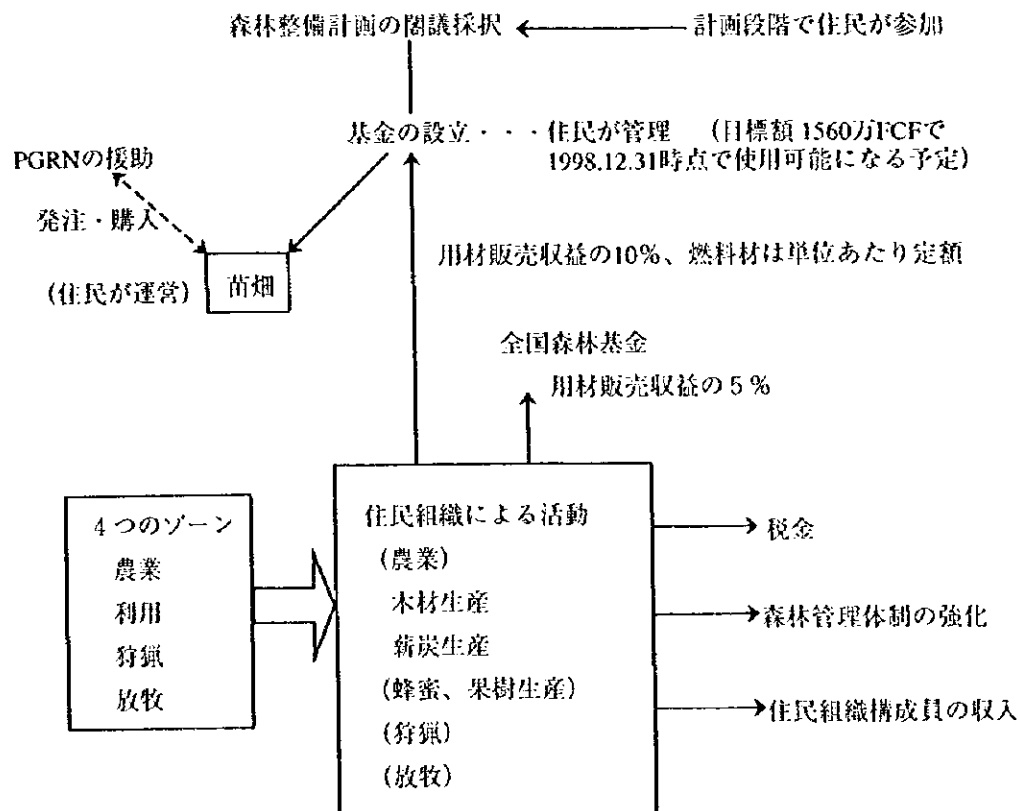 森林整備計画の閣議採択
計画段階で住民が参加
基金の設立・・・住民が管理 (目標額 1560万FCFで
1998.12.31時点で使用可能になる予定)
PGRNの援助
発注・購入
(住民が運営)
苗畑
用材販売収益の10%、燃料材は単位あたり定額
全国森林基金
用材販売収益の5%
4つのゾーン
農業
利用
狩猟
放牧
住民組織による活動
(農業)
木材生産
薪炭生産
(蜂蜜、果樹生産)
(狩猟)
(放牧)
税金
森林管理体制の強化
住民組織構成員の収入